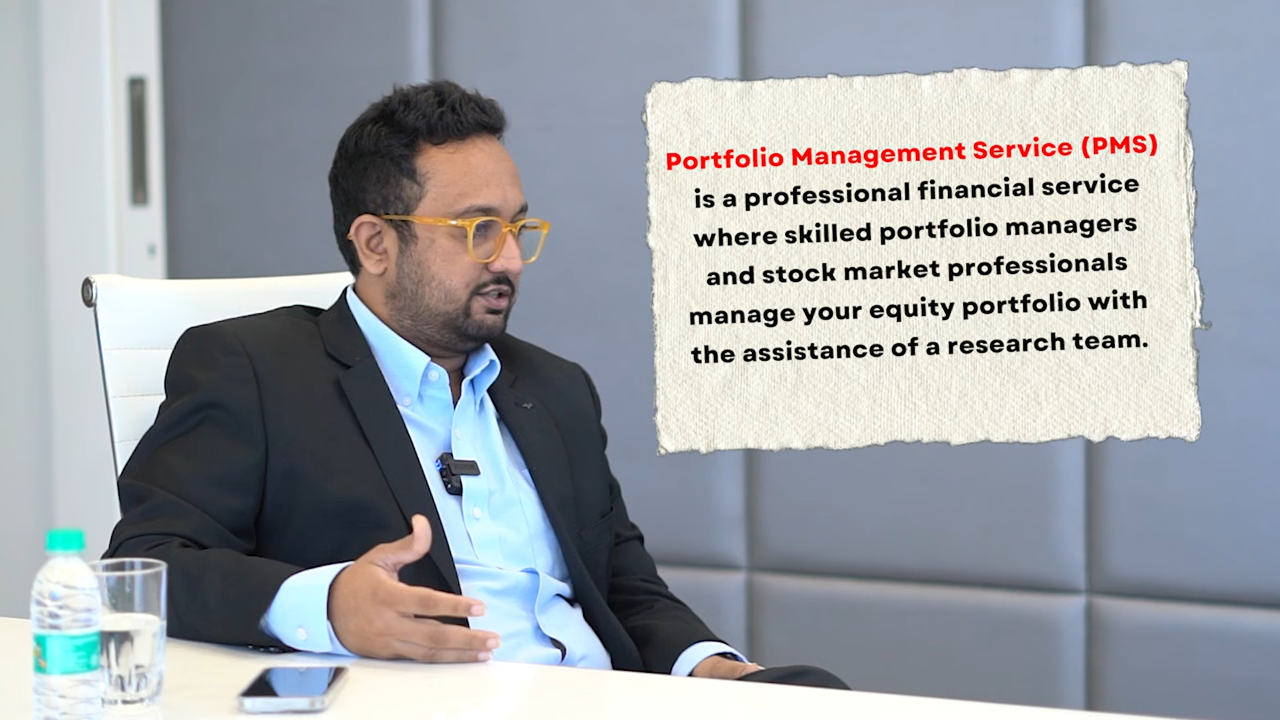 Portfolio Management Service (PMS)
is a professional financial service
where skilled portfolio managers
and stock market professionals
manage your equity portfolio with
the assistance of a research team.